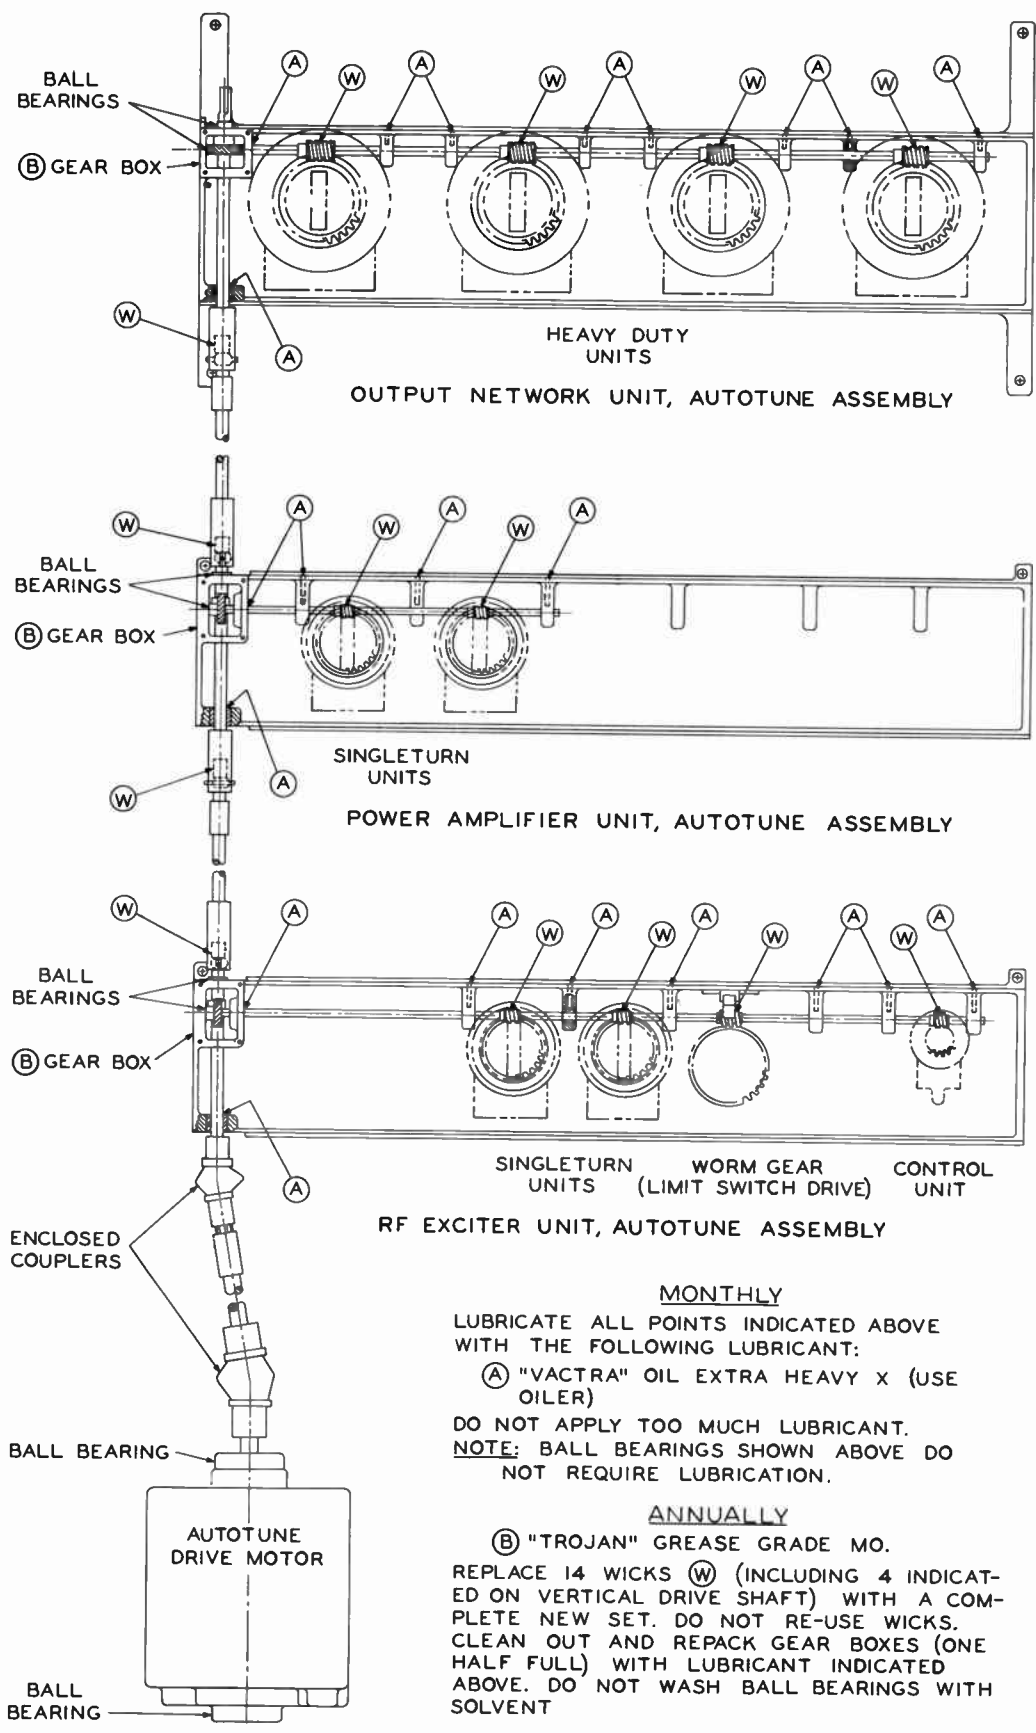 A W A W A W A W A
BALL
BEARINGS
B GEAR BOX
W
A
HEAVY DUTY
UNITS
OUTPUT NETWORK UNIT, AUTOTUNE ASSEMBLY
W A W A W A
BALL
BEARINGS
B GEAR BOX
W
A
SINGLETURN
UNITS
POWER AMPLIFIER UNIT, AUTOTUNE ASSEMBLY
W A A W A W A W A W A
BALL
BEARINGS
B GEAR BOX
A
SINGLETURN
UNITS
WORM GEAR
(LIMIT SWITCH DRIVE)
CONTROL
UNIT
RF EXCITER UNIT, AUTOTUNE ASSEMBLY
ENCLOSED
COUPLERS
BALL BEARING
AUTOTUNE
DRIVE MOTOR
BALL
BEARING
MONTHLY
LUBRICATE ALL POINTS INDICATED ABOVE
WITH THE FOLLOWING LUBRICANT:
A "VACTRA" OIL EXTRA HEAVY X (USE
OILER)
DO NOT APPLY TOO MUCH LUBRICANT.
NOTE: BALL BEARINGS SHOWN ABOVE DO
NOT REQUIRE LUBRICATION.
ANNUALLY
B "TROJAN" GREASE GRADE MO.
REPLACE 14 WICKS W (INCLUDING 4 INDICAT-
ED ON VERTICAL DRIVE SHAFT) WITH A COM-
PLETE NEW SET. DO NOT RE-USE WICKS.
CLEAN OUT AND REPACK GEAR BOXES (ONE
HALF FULL) WITH LUBRICANT INDICATED
ABOVE. DO NOT WASH BALL BEARINGS WITH
SOLVENT